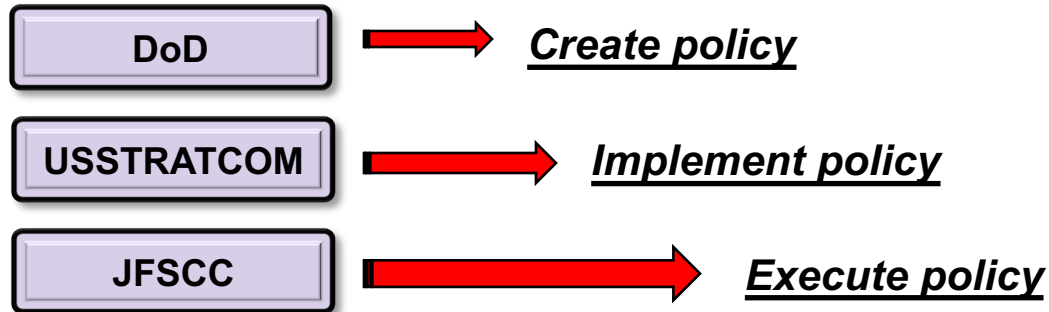 DoD Create policy
USSTRATCOM Implement policy
JFSCC Execute policy